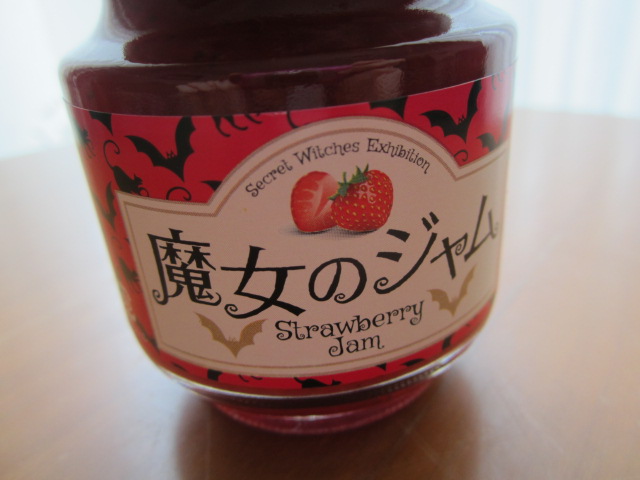 Secret Witches Exhibition
魔女のジャム
Strawberry
Jam